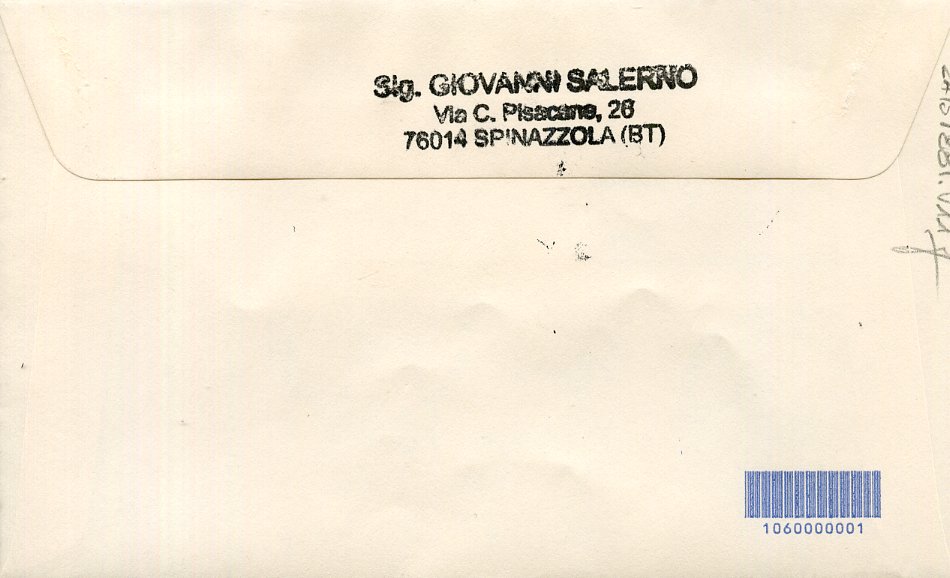 Sig. GIOVANNI SALERNO
Via C. Pisacane, 26
76014 SPINAZZOLA (BT)
1060000001